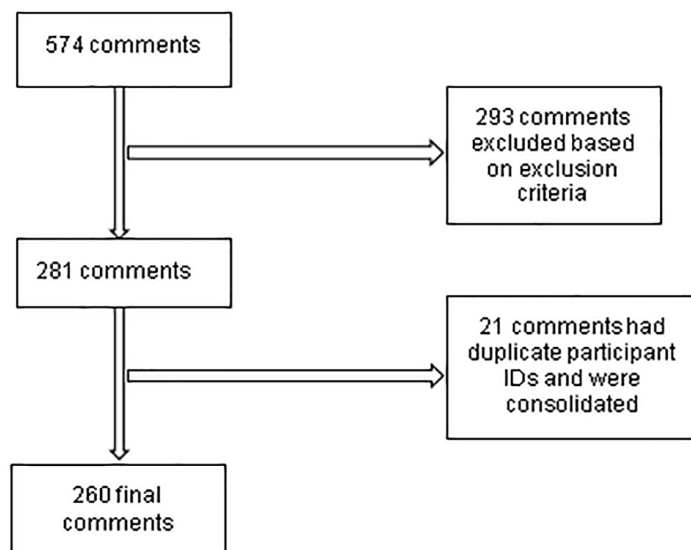 574 comments
293 comments
excluded based
on exclusion
criteria
281 comments
21 comments had
duplicate participant
IDs and were
consolidated
260 final
comments